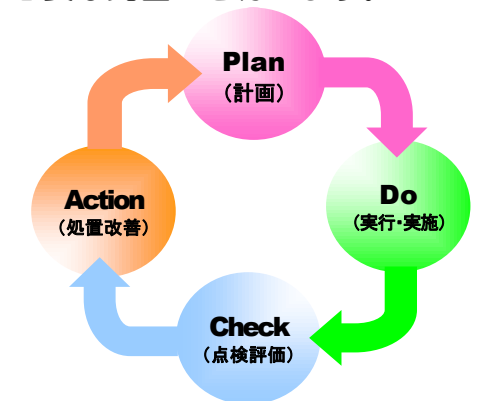 Plan
（計画）
Do
（実行・実施）
Check
（点検評価）
Action
（処置改善）